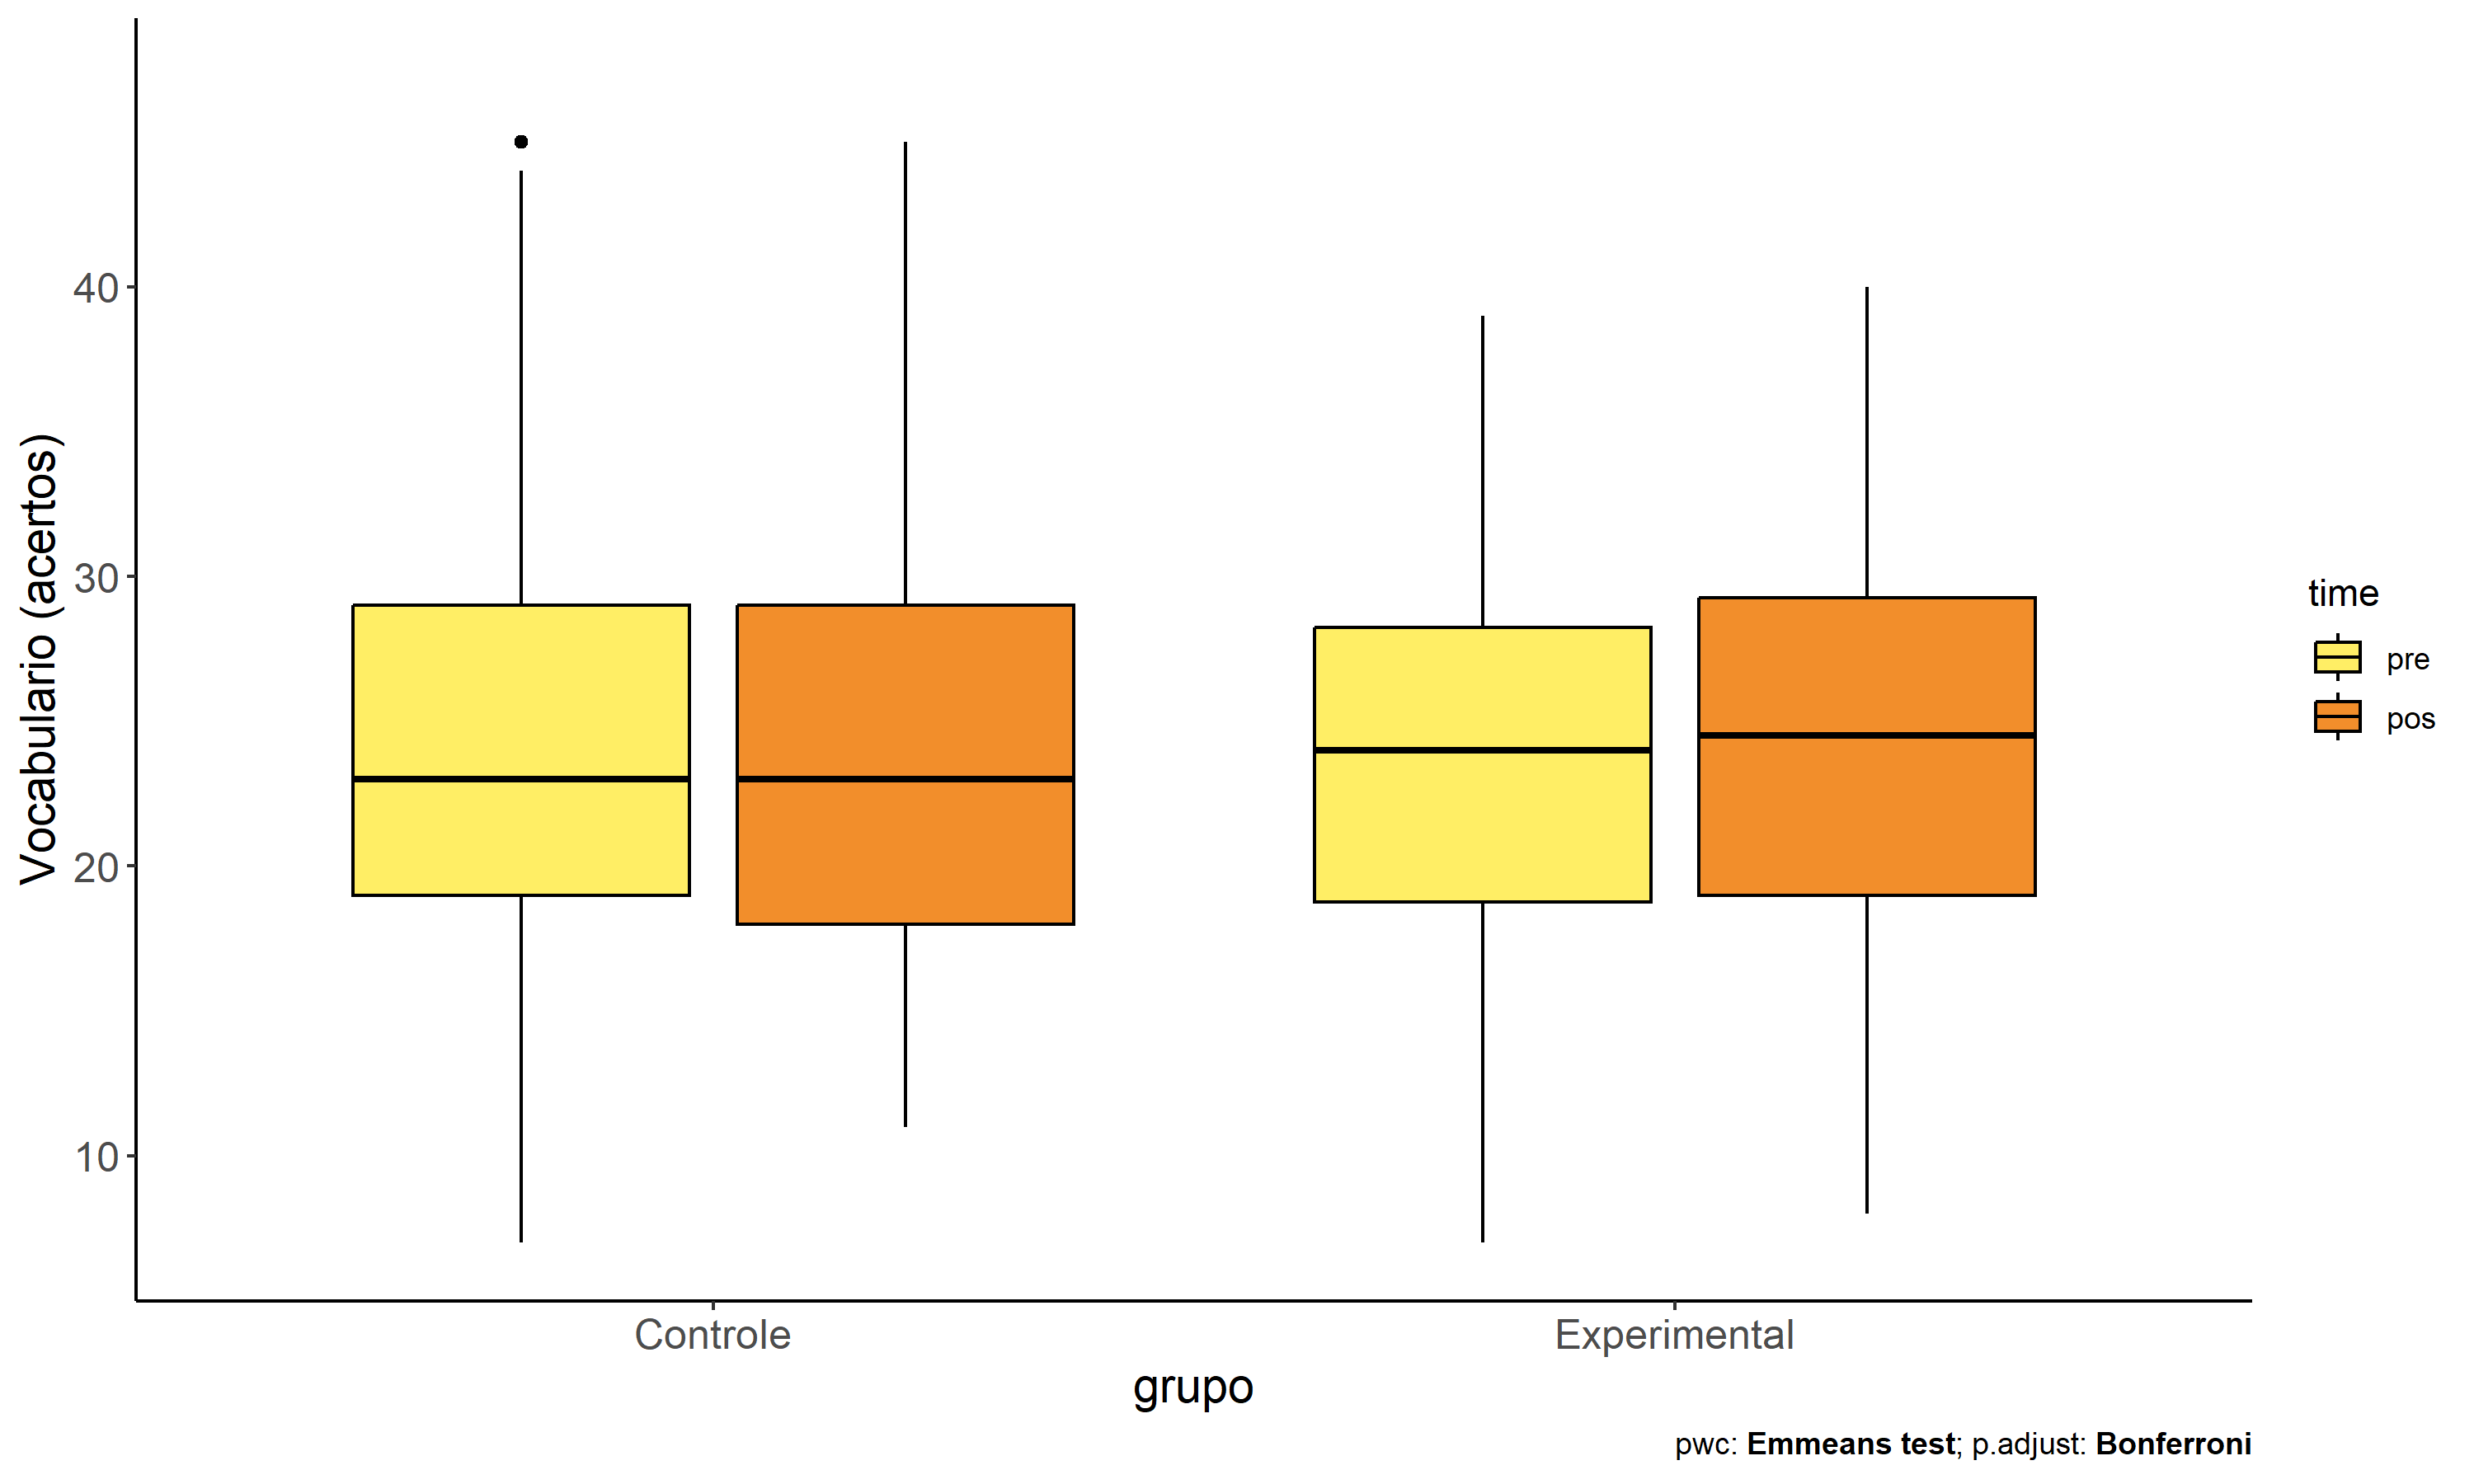 Vocabulario (acertos)
40
30
20
10
Controle
Experimental
grupo
time
pre
pos
pwc: Emmeans test; p.adjust: Bonferroni